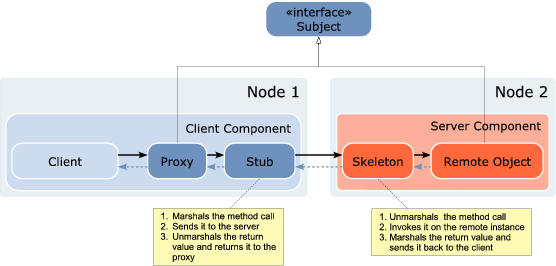 «interface»
Subject
Node 1
Node 2
Client Component
Server Component
Client
Proxy
Stub
Skeleton
Remote Object
1. Marshals the method call
2. Sends it to the server
3. Unmarshals the return
value and returns it to the
proxy
1. Unmarshals the method call
2. Invokes it on the remote instance
3. Marshals the return value and
sends it back to the client